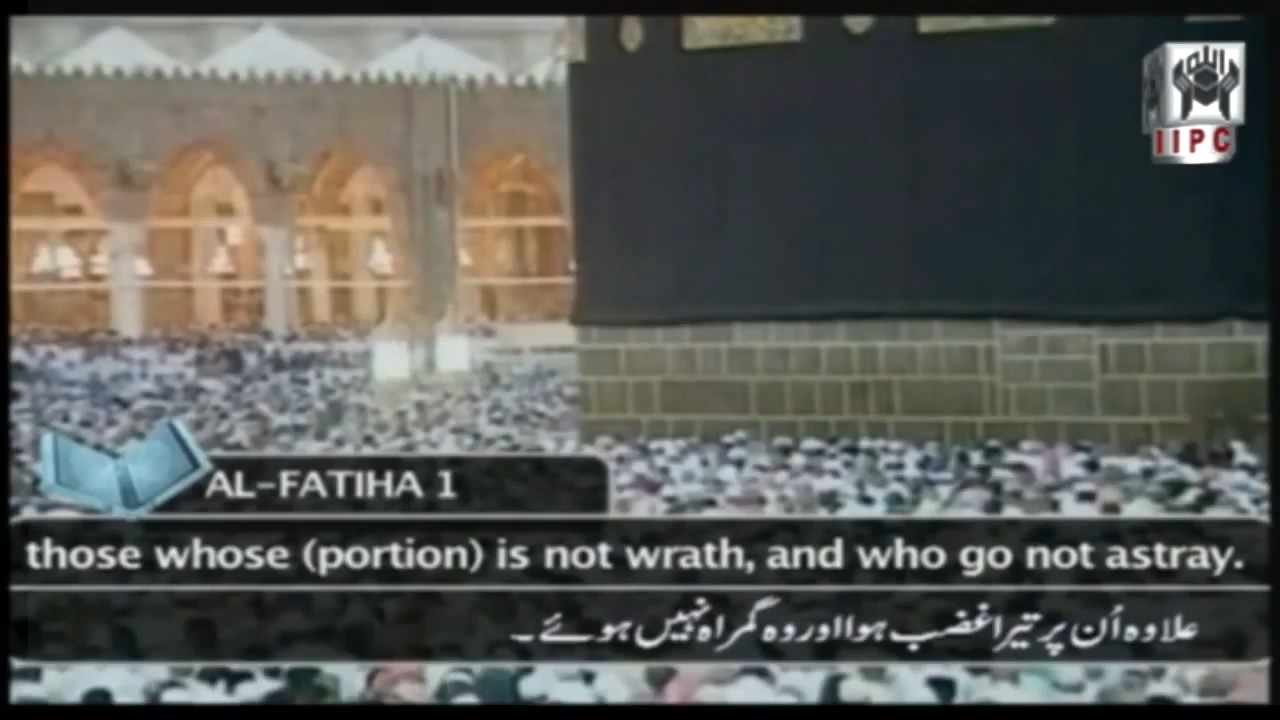 IIPC
AL-FATIHA 1
those whose (portion) is not wrath, and who go not astray.
علاوہ اُن پر تیرا غضب ہوا اور وہ گمراہ نہیں ہوئے۔